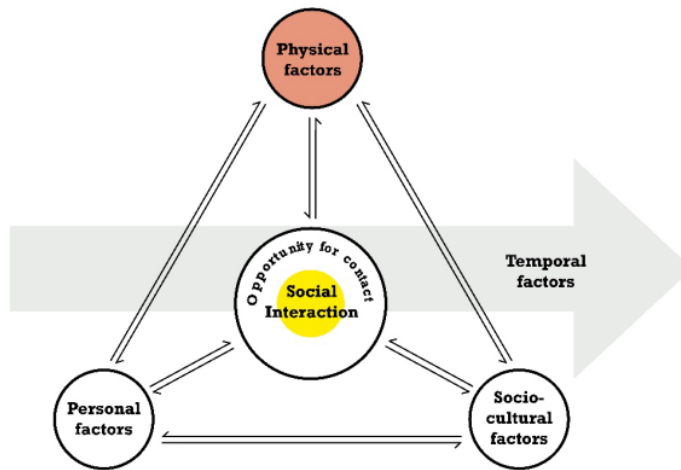 Physical
factors
Opportunity for contact
Social
Interaction
Temporal
factors
Personal
factors
Socio-
cultural
factors